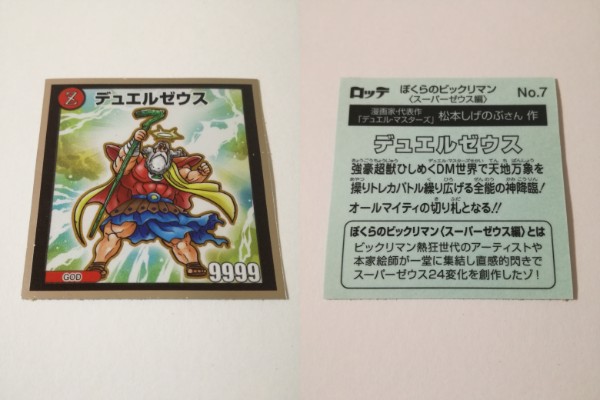 デュエルゼウス
GOD
9999
ロッテ
ぼくらのビックリマン
〈スーパーゼウス編〉
No.7
漫画家・代表作
「デュエル・マスターズ」
松本しげのぶさん 作
デュエルゼウス
強豪超獣ひしめくDM世界で天地万象を
操りトレカバトル繰り広げる全能の神降臨!
オールマイティの切り札となる!!
ぼくらのビックリマン〈スーパーゼウス編〉とは
ビックリマン熱狂世代のアーティストや
本家絵師が一堂に集結し直感的閃きで
スーパーゼウス24変化を創作したゾ!